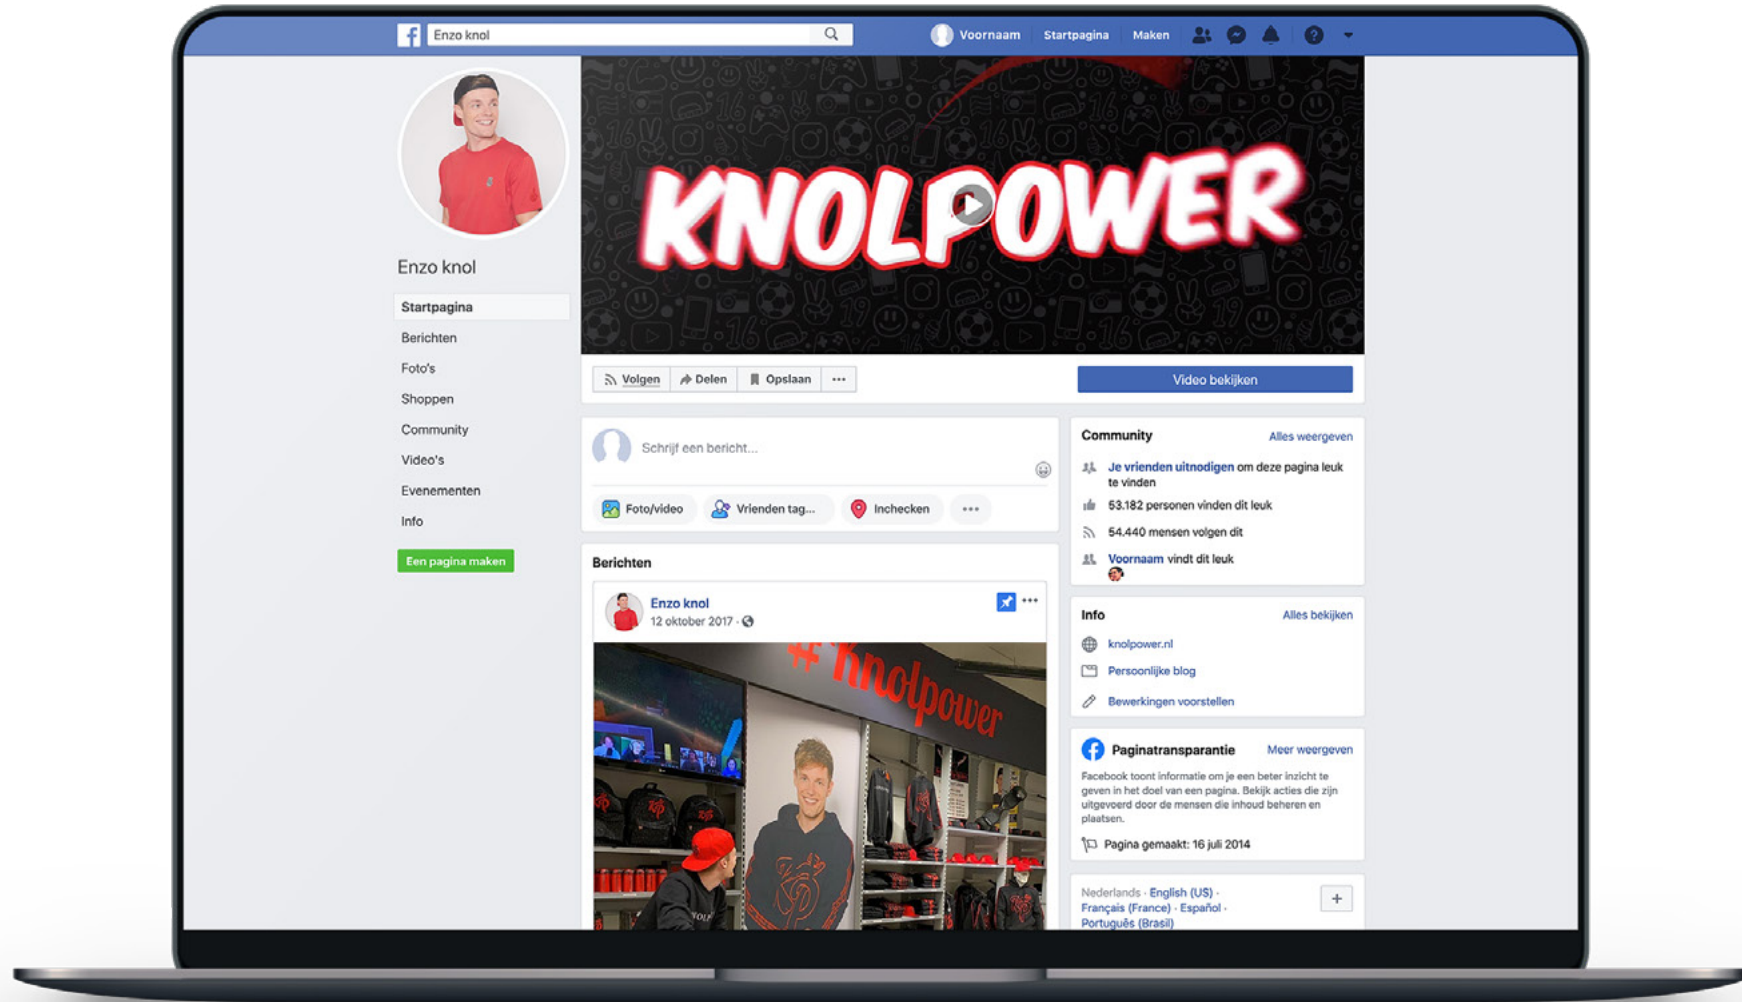 Enzo knol
Voornaam Startpagina Maken
KNOLPOWER
Enzo knol
Startpagina
Berichten
Foto's
Shoppen
Community
Video's
Evenementen
Info
Een pagina maken
Volgen Delen Opslaan ...
Video bekijken
Schrijf een bericht...
Foto/video Vrienden tag... Inchecken ...
Berichten
Enzo knol
12 oktober 2017 ·
#Knolpower
Community Alles weergeven
Je vrienden uitnodigen om deze pagina leuk
te vinden
53.182 personen vinden dit leuk
54.440 mensen volgen dit
Voornaam vindt dit leuk
Info Alles bekijken
knolpower.nl
Persoonlijke blog
Bewerkingen voorstellen
Paginatransparantie Meer weergeven
Facebook toont informatie om je een beter inzicht te
geven in het doel van een pagina. Bekijk acties die zijn
uitgevoerd door de mensen die inhoud beheren en
plaatsen.
Pagina gemaakt: 16 juli 2014
Nederlands · English (US) ·
Français (France) · Español ·
Português (Brasil)